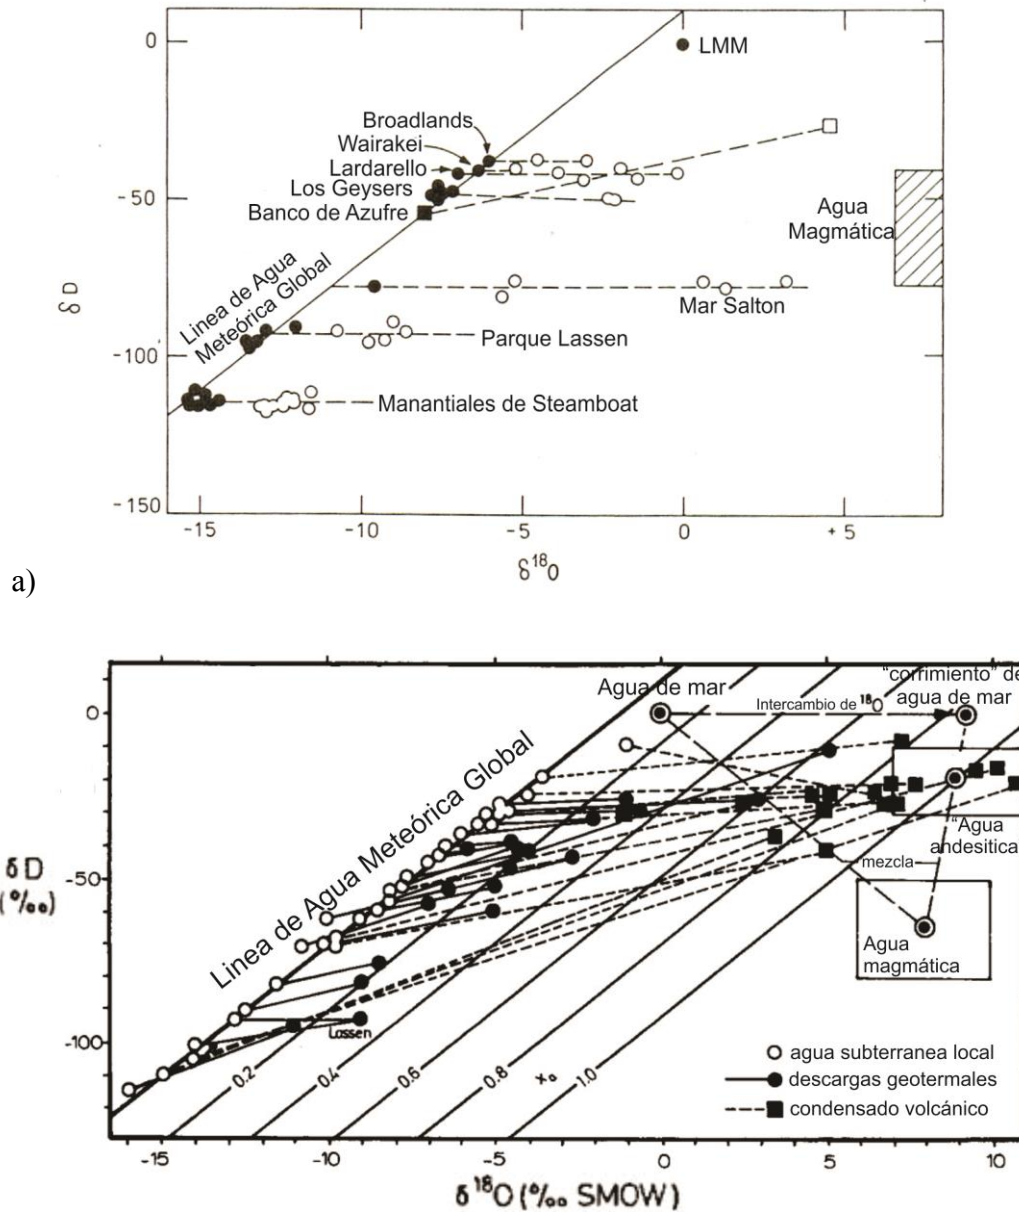 0
LMM
Broadlands
Wairakei
Lardarello
Los Geysers
-50
Banco de Azufre
Agua
Magmática
Linea de Agua
Meteórica Global
δ D
Mar Salton
Parque Lassen
-100
Manantiales de Steamboat
-150
-15
-10
-5
0
+5
δ¹⁸O
a)
Agua de mar
"corrimiento" de
agua de mar
Intercambio de ¹⁸O
0
Linea de Agua Meteórica Global
"Agua
andesitica
mezcla
δ D
(‰)
-50
Agua
magmática
-100
Lassen
0.2
0.4
0.6
0.8
xa
1.0
agua subterranea local
descargas geotermales
condensado volcánico
-15
-10
-5
0
5
10
δ ¹⁸O (‰ SMOW)